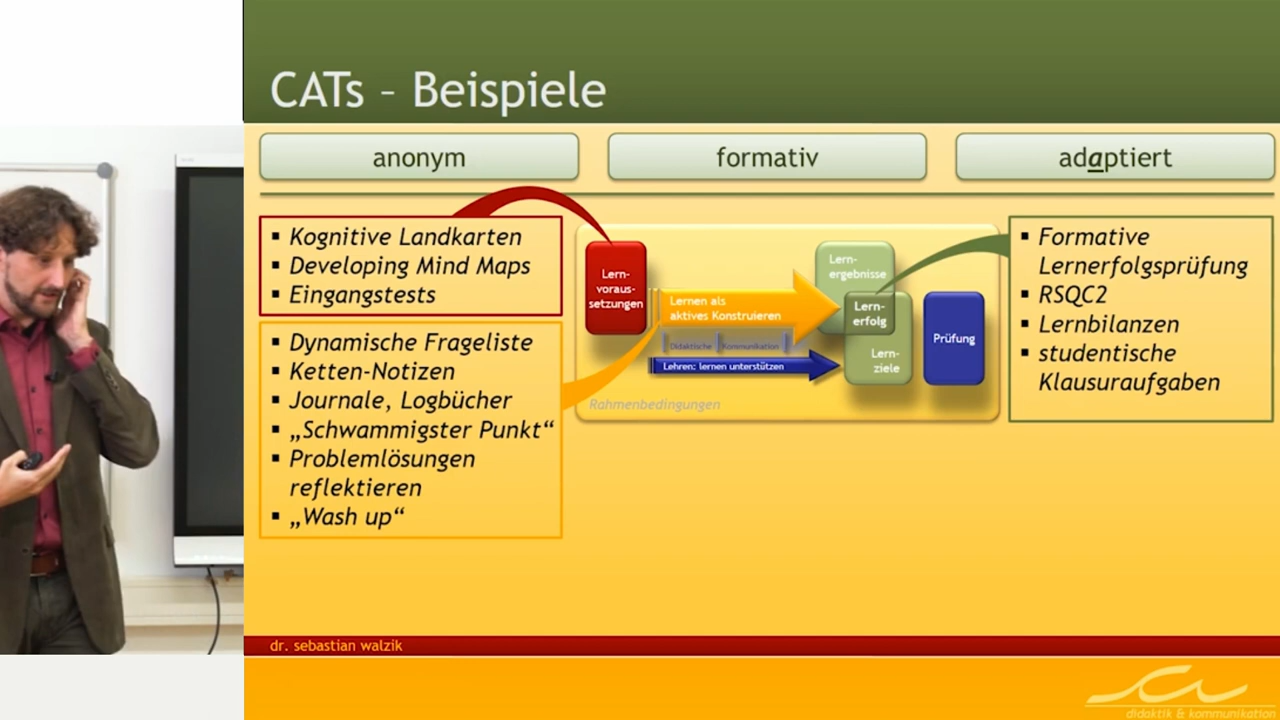 CATs – Beispiele
anonym
formativ
adaptiert
▪ Kognitive Landkarten
▪ Developing Mind Maps
▪ Eingangstests
▪ Dynamische Frageliste
▪ Ketten-Notizen
▪ Journale, Logbücher
▪ „Schwammigster Punkt“
▪ Problemlösungen
reflektieren
▪ „Wash up“
Lern-
voraus-
setzungen
Lernen als
aktives Konstruieren
Didaktische Kommunikation
Lehren: lernen unterstützen
Rahmenbedingungen
Lern-
ergebnisse
Lern-
erfolg
Lern-
ziele
Prüfung
▪ Formative
Lernerfolgsprüfung
▪ RSQC2
▪ Lernbilanzen
▪ studentische
Klausuraufgaben
dr. sebastian walzik
didaktik & kommunikation